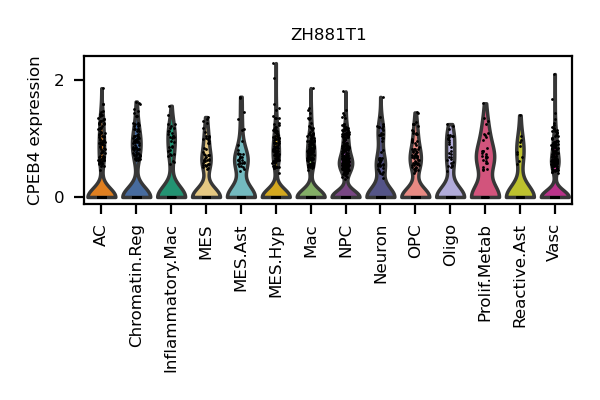 ZH881T1
CPEB4 expression
2
0
AC
Chromatin.Reg
Inflammatory.Mac
MES
MES.Ast
MES.Hyp
Mac
NPC
Neuron
OPC
Oligo
Prolif.Metab
Reactive.Ast
Vasc